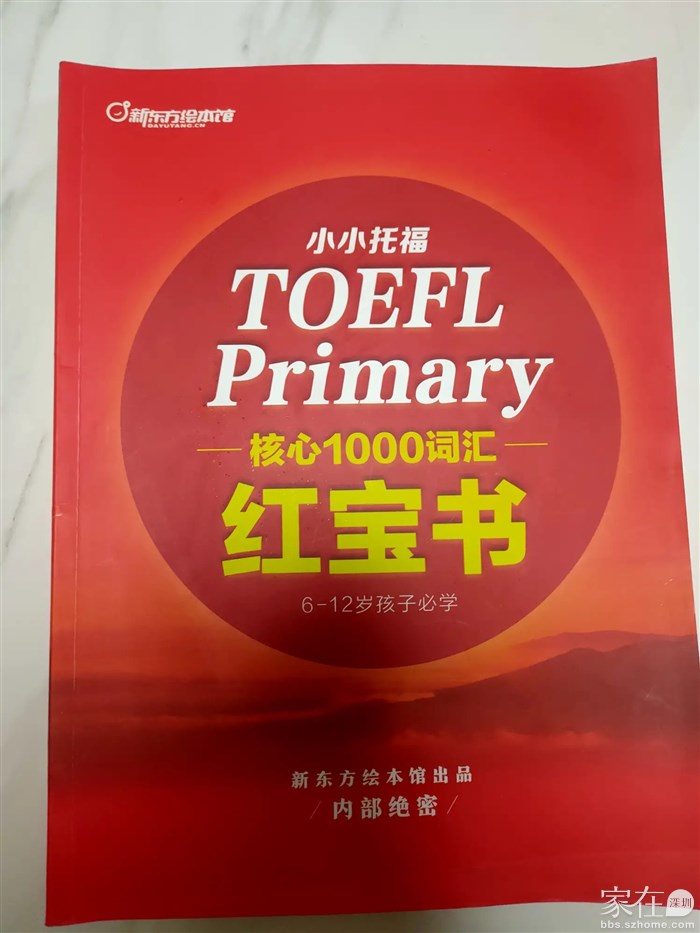 新东方绘本馆
DAYUTANG.CN
小小托福
TOEFL
Primary
核心1000词汇
红宝书
6-12岁孩子必学
新东方绘本馆出品
内部绝密
家在深圳
bbs.szhome.com